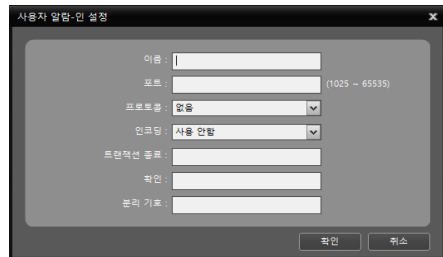 사용자 알람-인 설정 x
이름 :
포트 : (1025 ~ 65535)
프로토콜 : 없음
인코딩 : 사용 안함
트랜잭션 종료 :
확인 :
분리 기호 :
확인 취소